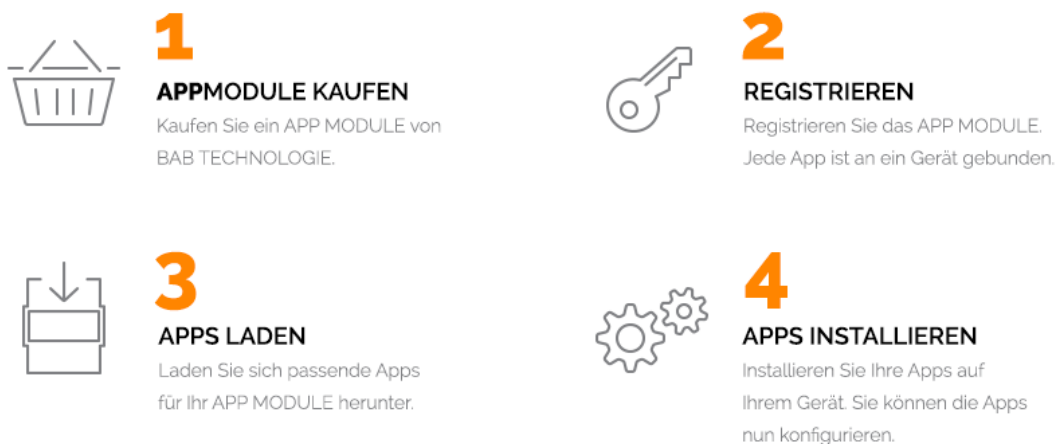 1
APPMODULE KAUFEN
Kaufen Sie ein APP MODULE von
BAB TECHNOLOGIE.
2
REGISTRIEREN
Registrieren Sie das APP MODULE.
Jede App ist an ein Gerät gebunden.
3
APPS LADEN
Laden Sie sich passende Apps
für Ihr APP MODULE herunter.
4
APPS INSTALLIEREN
Installieren Sie Ihre Apps auf
Ihrem Gerät. Sie können die Apps
nun konfigurieren.